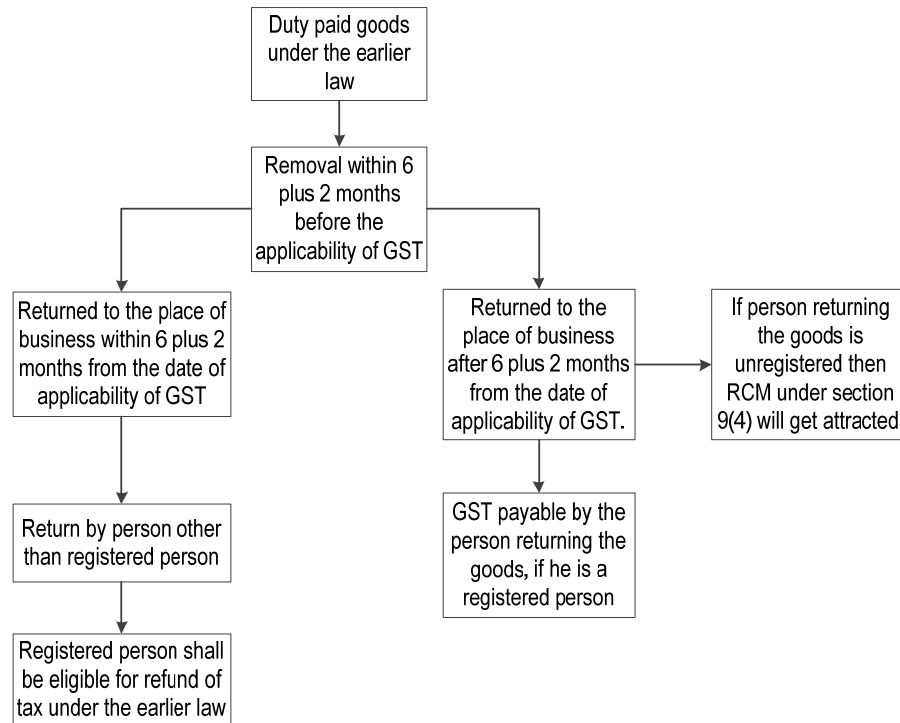 Duty paid goods
under the earlier
law
Removal within 6
plus 2 months
before the
applicability of GST
Returned to the place of
business within 6 plus 2
months from the date of
applicability of GST
Returned to the
place of business
after 6 plus 2 months
from the date of
applicability of GST.
If person returning
the goods is
unregistered then
RCM under section
9(4) will get attracted
Return by person other
than registered person
GST payable by the
person returning the
goods, if he is a
registered person
Registered person shall
be eligible for refund of
tax under the earlier law